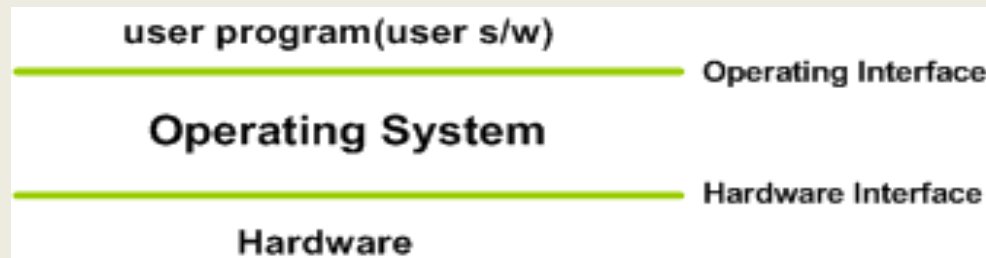 user program(user s/w)
Operating Interface
Operating System
Hardware Interface
Hardware